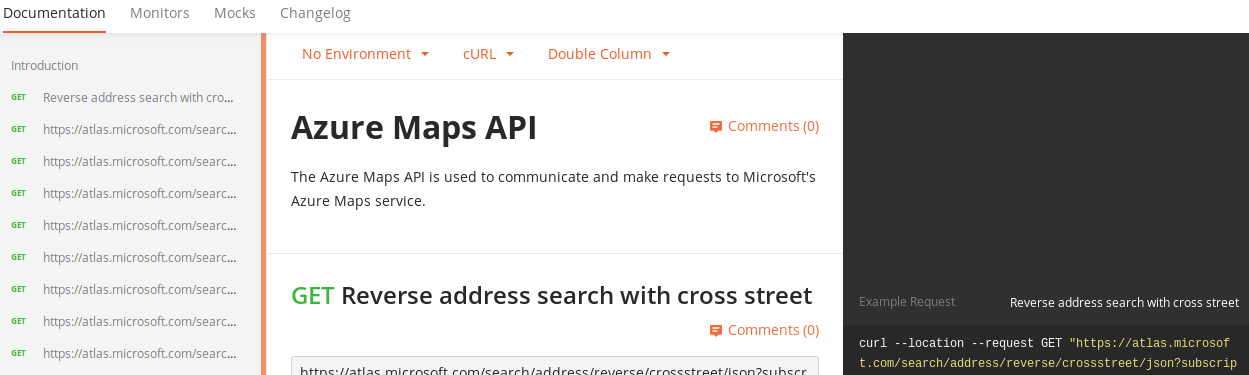 Documentation Monitors Mocks Changelog
Introduction
GET Reverse address search with cro...
GET https://atlas.microsoft.com/searc...
GET https://atlas.microsoft.com/searc...
GET https://atlas.microsoft.com/searc...
GET https://atlas.microsoft.com/searc...
GET https://atlas.microsoft.com/searc...
GET https://atlas.microsoft.com/searc...
GET https://atlas.microsoft.com/searc...
GET https://atlas.microsoft.com/searc...
No Environment cURL Double Column
Azure Maps API
Comments (0)
The Azure Maps API is used to communicate and make requests to Microsoft's
Azure Maps service.
GET Reverse address search with cross street
Comments (0)
https://atlas.microsoft.com/search/address/reverse/crossstreet/json?subscr
Example Request Reverse address search with cross street
curl --location --request GET "https://atlas.microsof
t.com/search/address/reverse/crossstreet/json?subscrip